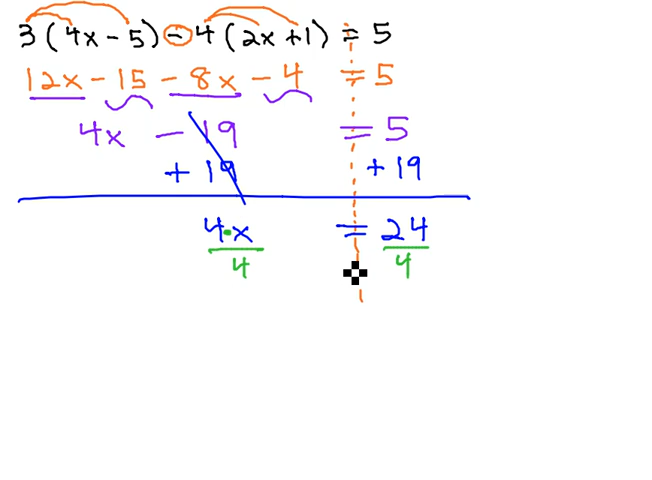 3(4x - 5) - 4(2x + 1) = 5
12x - 15 - 8x - 4 = 5
4x - 19 = 5
+ 19 + 19
4·x = 24
4 4